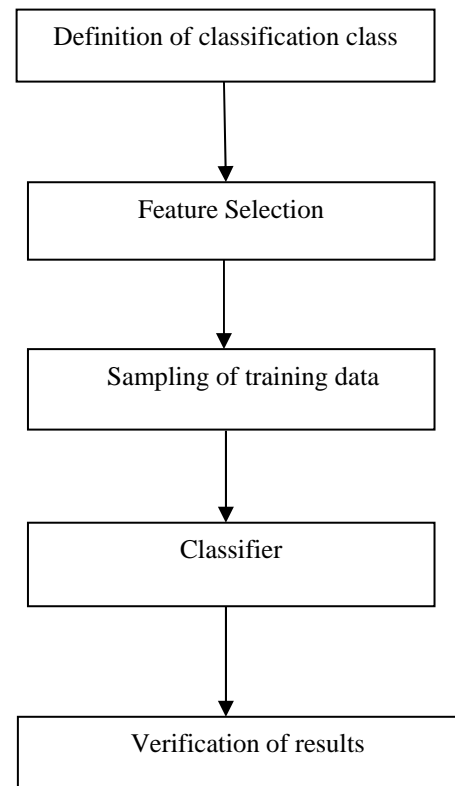 Definition of classification class
Feature Selection
Sampling of training data
Classifier
Verification of results